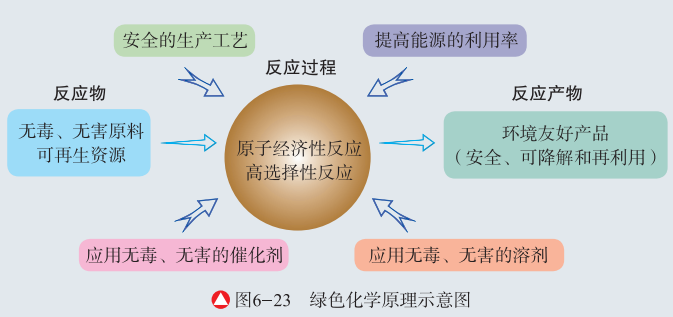 安全的生产工艺
提高能源的利用率
反应过程
反应物
反应产物
无毒、无害原料
可再生资源
原子经济性反应
高选择性反应
环境友好产品
（安全、可降解和再利用）
应用无毒、无害的催化剂
应用无毒、无害的溶剂
图6-23 绿色化学原理示意图